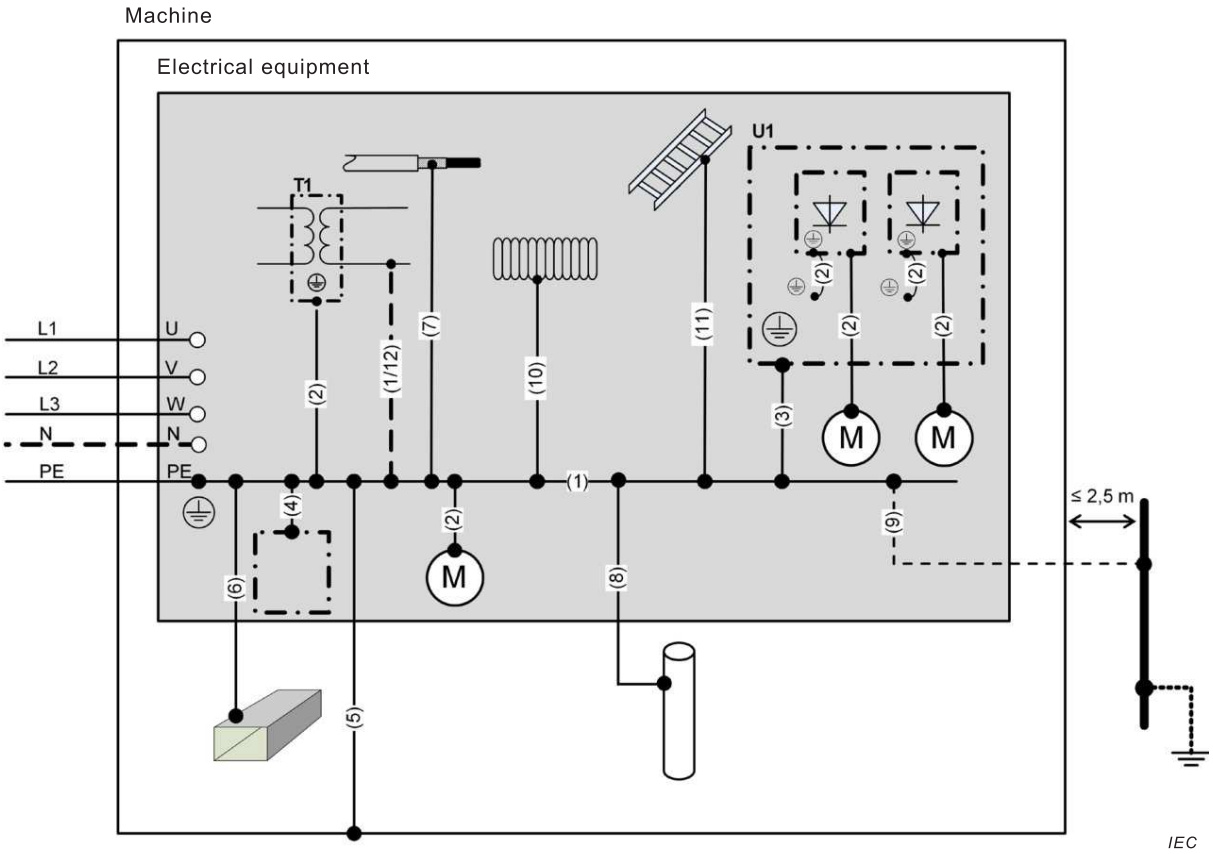 Machine
Electrical equipment
U1
T1
(2)
(2)
(7)
(11)
(2)
(2)
L1 U
L2 V
L3 W
N N
PE PE
(2)
(1/12)
(10)
(3)
M
M
(1)
(4)
(2)
(9)
≤ 2,5 m
(6)
M
(8)
(5)
IEC